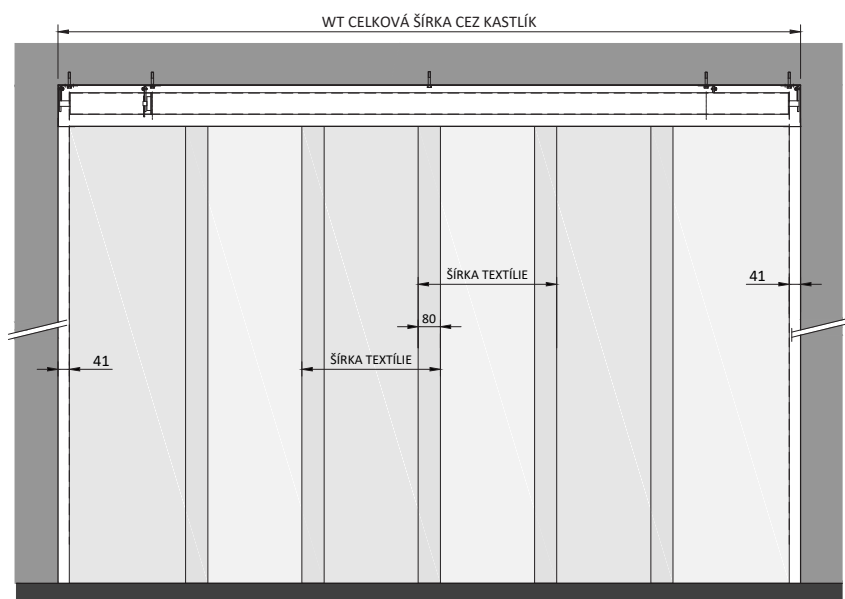 WT CELKOVÁ ŠÍRKA CEZ KASTLÍK
ŠÍRKA TEXTÍLIE
41
80
ŠÍRKA TEXTÍLIE
41